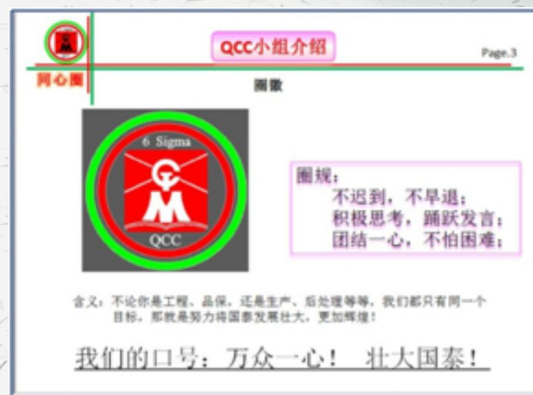 QCC小组介绍
Page.3
同心圈
圈徽
6 Sigma
QCC
圈规：
不迟到，不早退；
积极思考，踊跃发言；
团结一心，不怕困难；
含义：不论你是工程、品保，还是生产、后处理等等，我们都只有同一个
目标，那就是努力将国泰发展壮大，更加辉煌！
我们的口号：万众一心！ 壮大国泰！